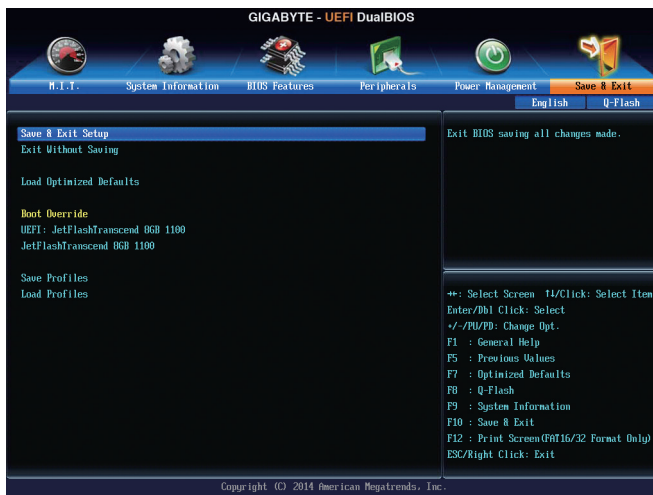 GIGABYTE - UEFI DualBIOS
M.I.T. System Information BIOS Features Peripherals Power Management Save & Exit
English Q-Flash
Save & Exit Setup
Exit Without Saving
Load Optimized Defaults
Boot Override
UEFI: JetFlashTranscend 8GB 1100
JetFlashTranscend 8GB 1100
Save Profiles
Load Profiles
Exit BIOS saving all changes made.
→←: Select Screen ↑↓/Click: Select Item
Enter/Dbl Click: Select
+/-/PU/PD: Change Opt.
F1 : General Help
F5 : Previous Values
F7 : Optimized Defaults
F8 : Q-Flash
F9 : System Information
F10 : Save & Exit
F12 : Print Screen(FAT16/32 Format Only)
ESC/Right Click: Exit
Copyright (C) 2014 American Megatrends, Inc.